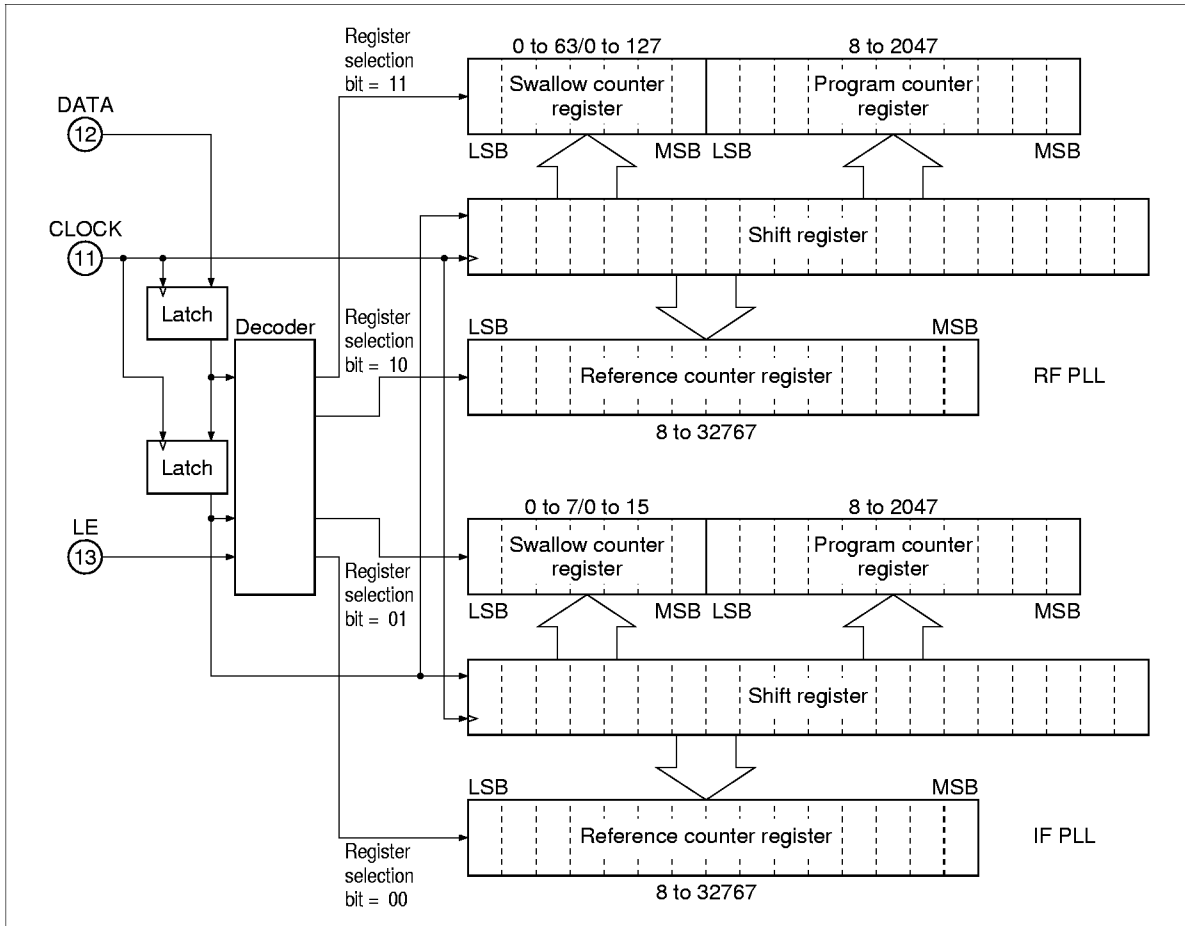 Register
selection
bit = 11
0 to 63/0 to 127
8 to 2047
Swallow counter
register
Program counter
register
LSB
MSB
LSB
MSB
DATA
12
CLOCK
11
Shift register
Latch
Decoder
Register
selection
bit = 10
LSB
MSB
Reference counter register
RF PLL
8 to 32767
Latch
LE
13
0 to 7/0 to 15
8 to 2047
Swallow counter
register
Program counter
register
Register
selection
bit = 01
LSB
MSB
LSB
MSB
Shift register
LSB
MSB
Reference counter register
IF PLL
Register
selection
bit = 00
8 to 32767